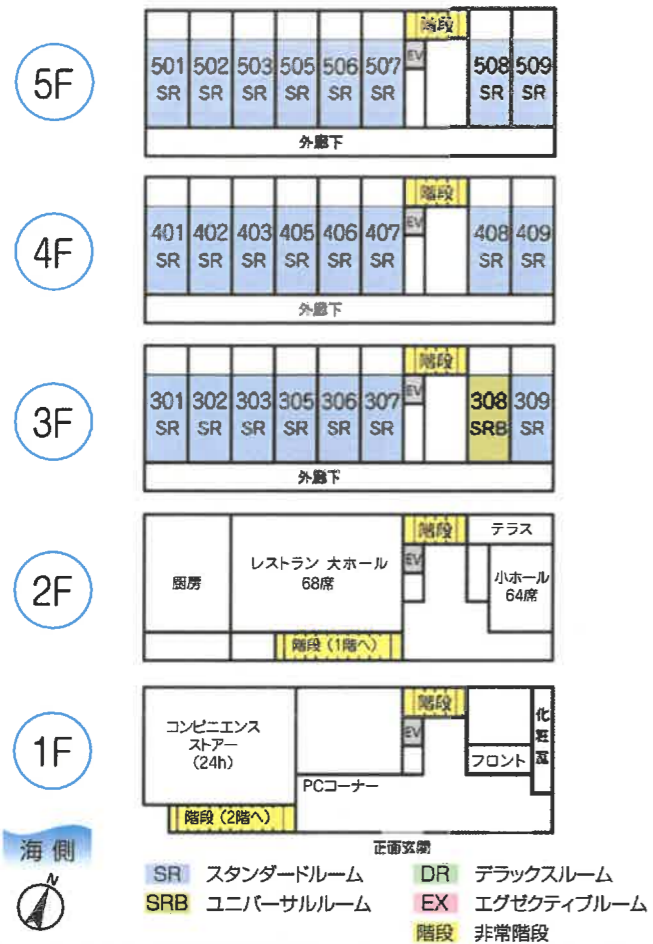 5F
階段
501 502 503 505 506 507 EV 508 509
SR SR SR SR SR SR SR SR
外廊下
4F
階段
401 402 403 405 406 407 EV 408 409
SR SR SR SR SR SR SR SR
外廊下
3F
階段
301 302 303 305 306 307 EV 308 309
SR SR SR SR SR SR SRB SR
外廊下
2F
階段 テラス
EV
厨房
レストラン 大ホール
68席
小ホール
64席
階段(1階へ)
1F
階段
コンビニエンス
ストアー
(24h)
EV
フロント
化粧室
PCコーナー
階段(2階へ)
正面玄関
海側
N
SR スタンダードルーム
DR デラックスルーム
SRB ユニバーサルルーム
EX エグゼクティブルーム
階段 非常階段